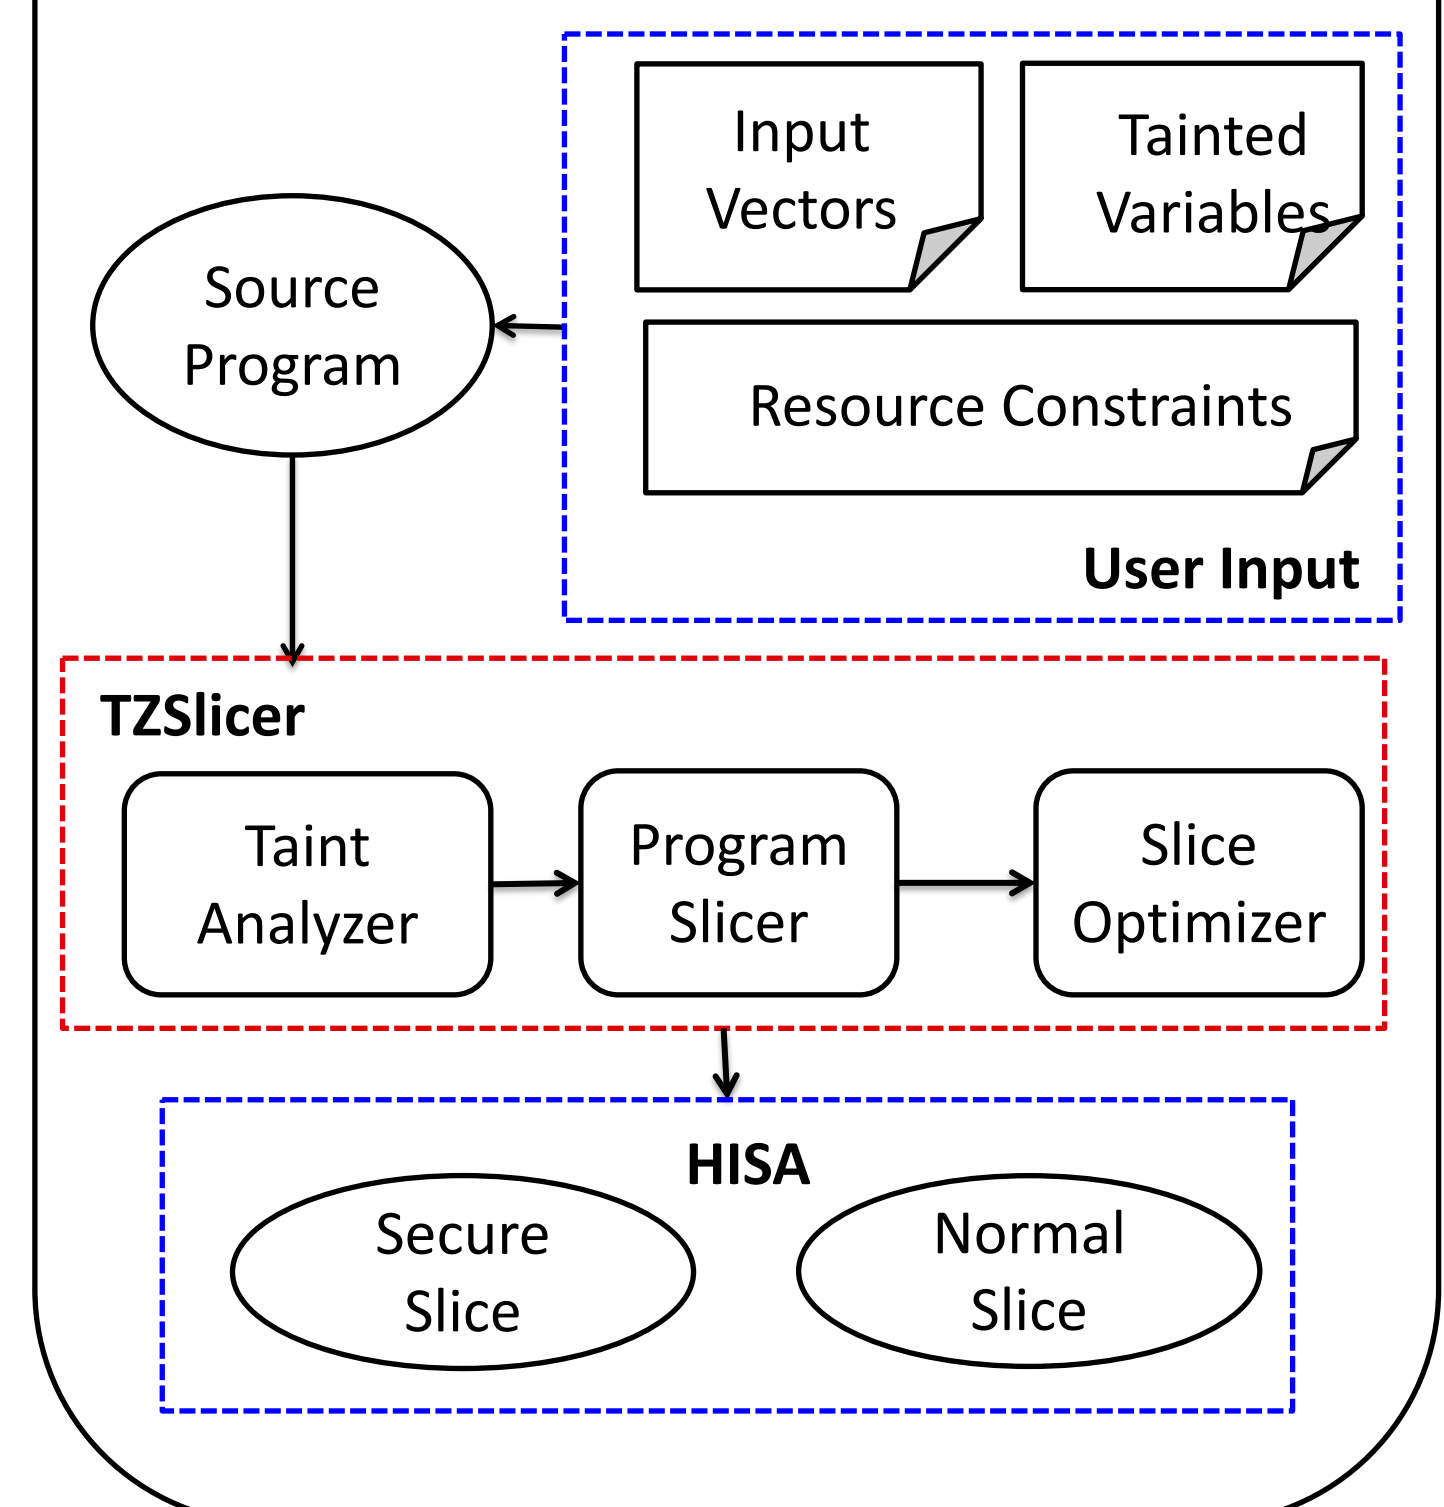 Input
Vectors
Tainted
Variables
Source
Program
Resource Constraints
User Input
TZSlicer
Taint
Analyzer
Program
Slicer
Slice
Optimizer
HISA
Secure
Slice
Normal
Slice